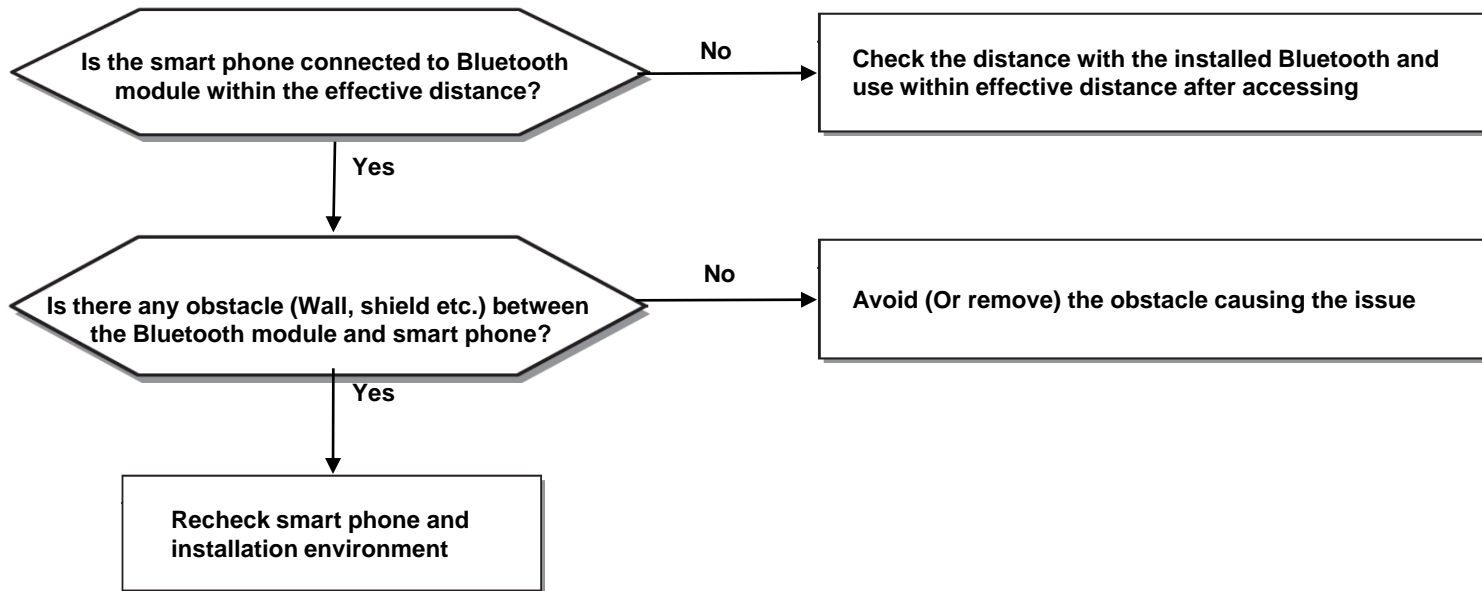 Is the smart phone connected to Bluetooth
module within the effective distance?
No
Check the distance with the installed Bluetooth and
use within effective distance after accessing
Yes
Is there any obstacle (Wall, shield etc.) between
the Bluetooth module and smart phone?
No
Avoid (Or remove) the obstacle causing the issue
Yes
Recheck smart phone and
installation environment